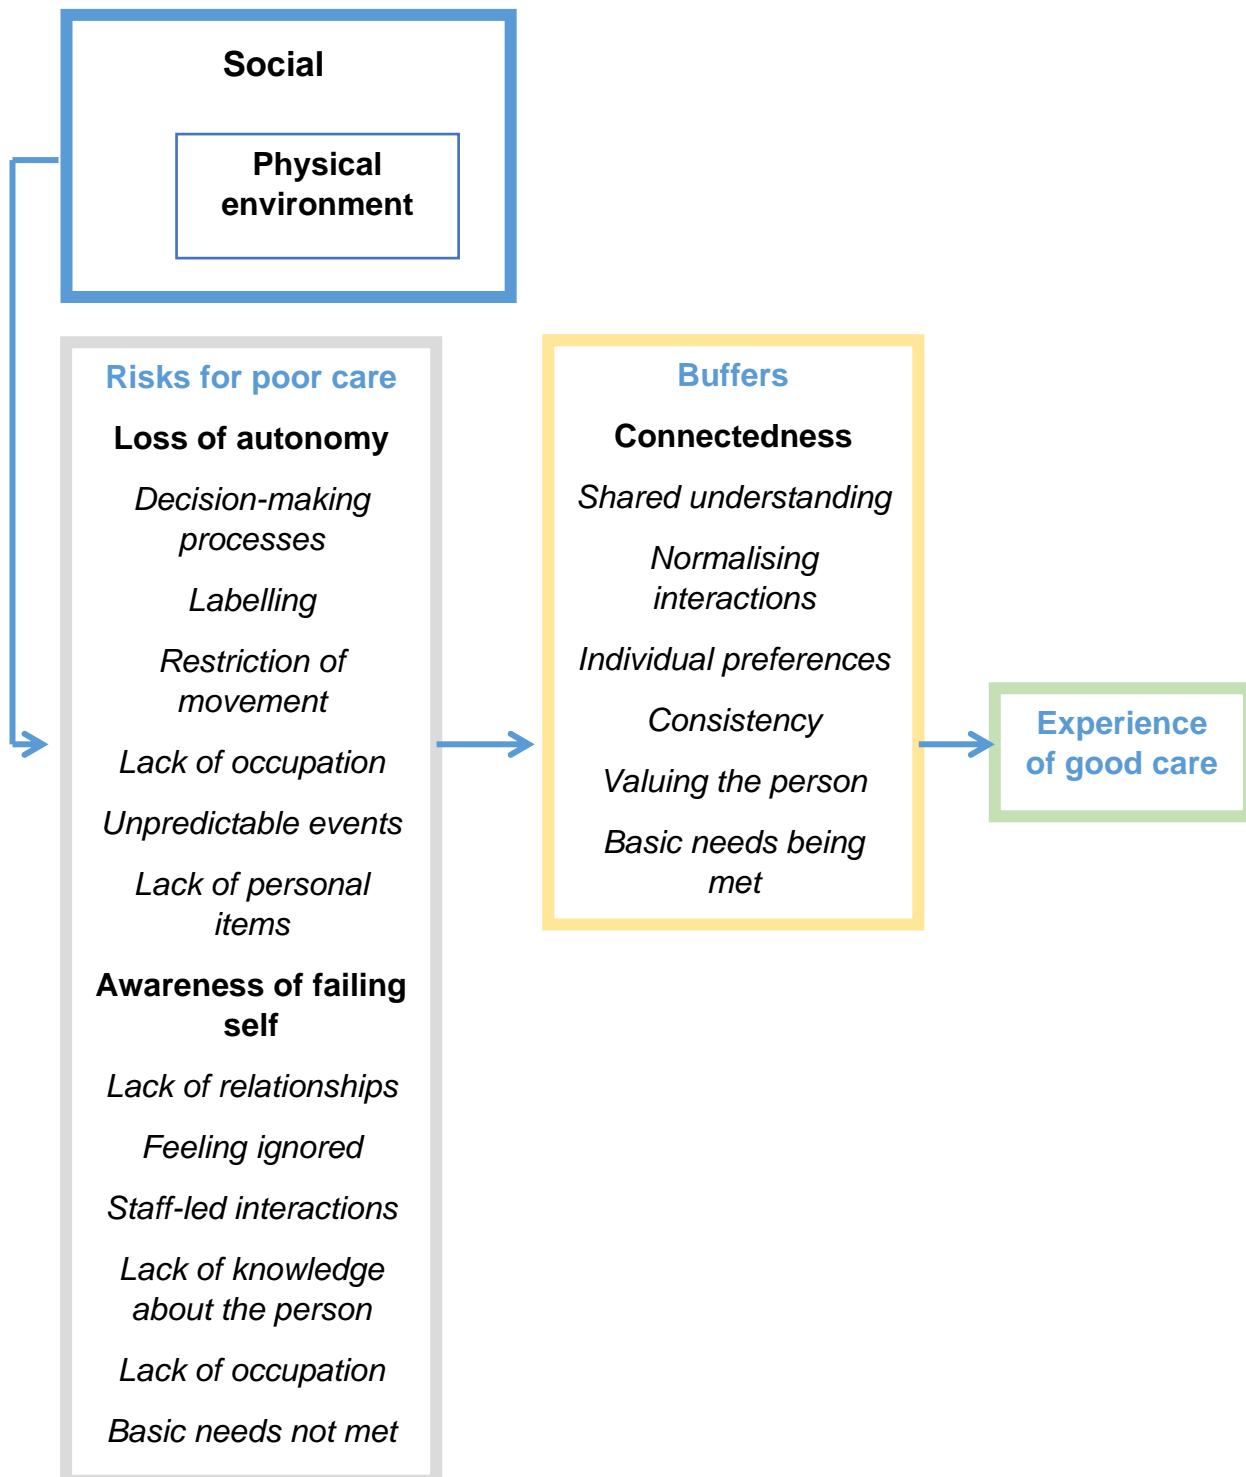 Social
Physical
environment
Risks for poor care
Loss of autonomy
Decision-making
processes
Labelling
Restriction of
movement
Lack of occupation
Unpredictable events
Lack of personal
items
Awareness of failing
self
Lack of relationships
Feeling ignored
Staff-led interactions
Lack of knowledge
about the person
Lack of occupation
Basic needs not met
Buffers
Connectedness
Shared understanding
Normalising
interactions
Individual preferences
Consistency
Valuing the person
Basic needs being
met
Experience
of good care